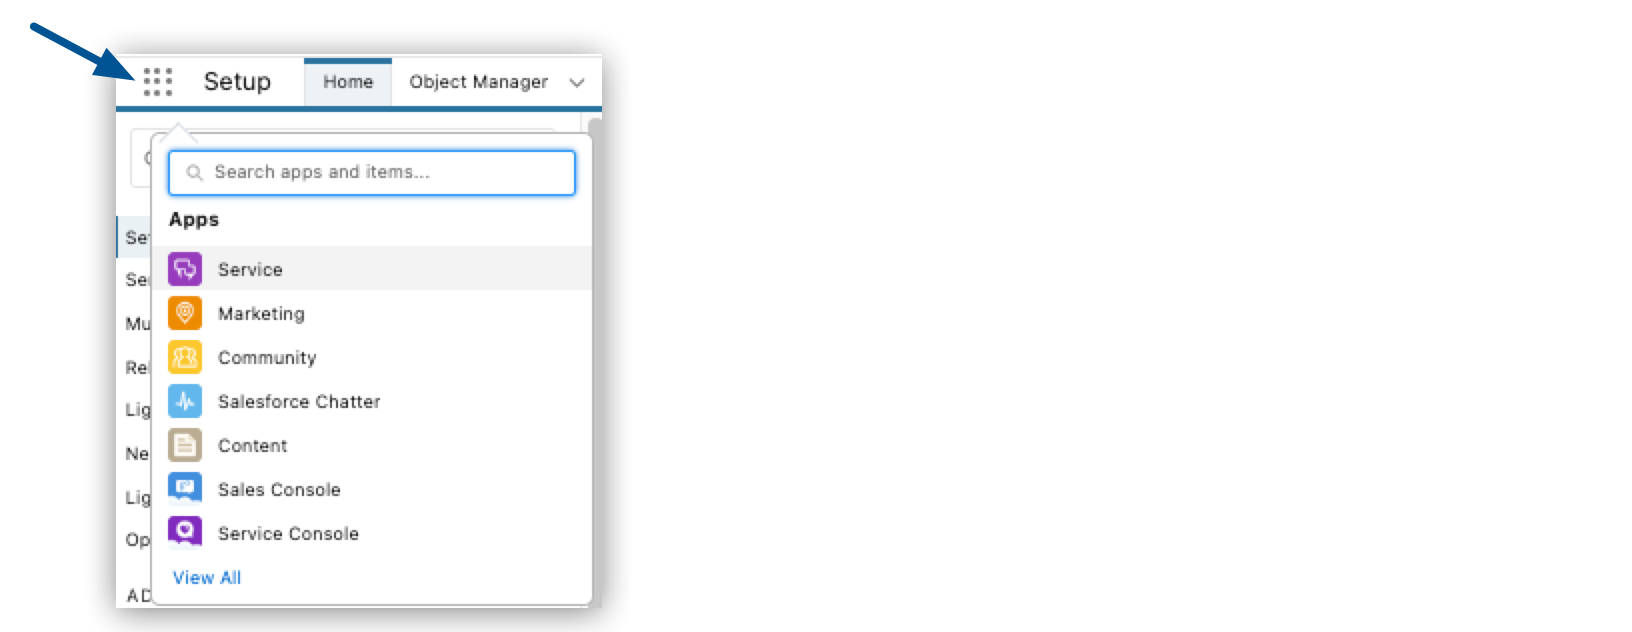 Setup Home Object Manager
Search apps and items...
Apps
Service
Marketing
Community
Salesforce Chatter
Content
Sales Console
Service Console
View All
Se
Se
Mu
Rel
Lig
Ne
Lig
Op
AD